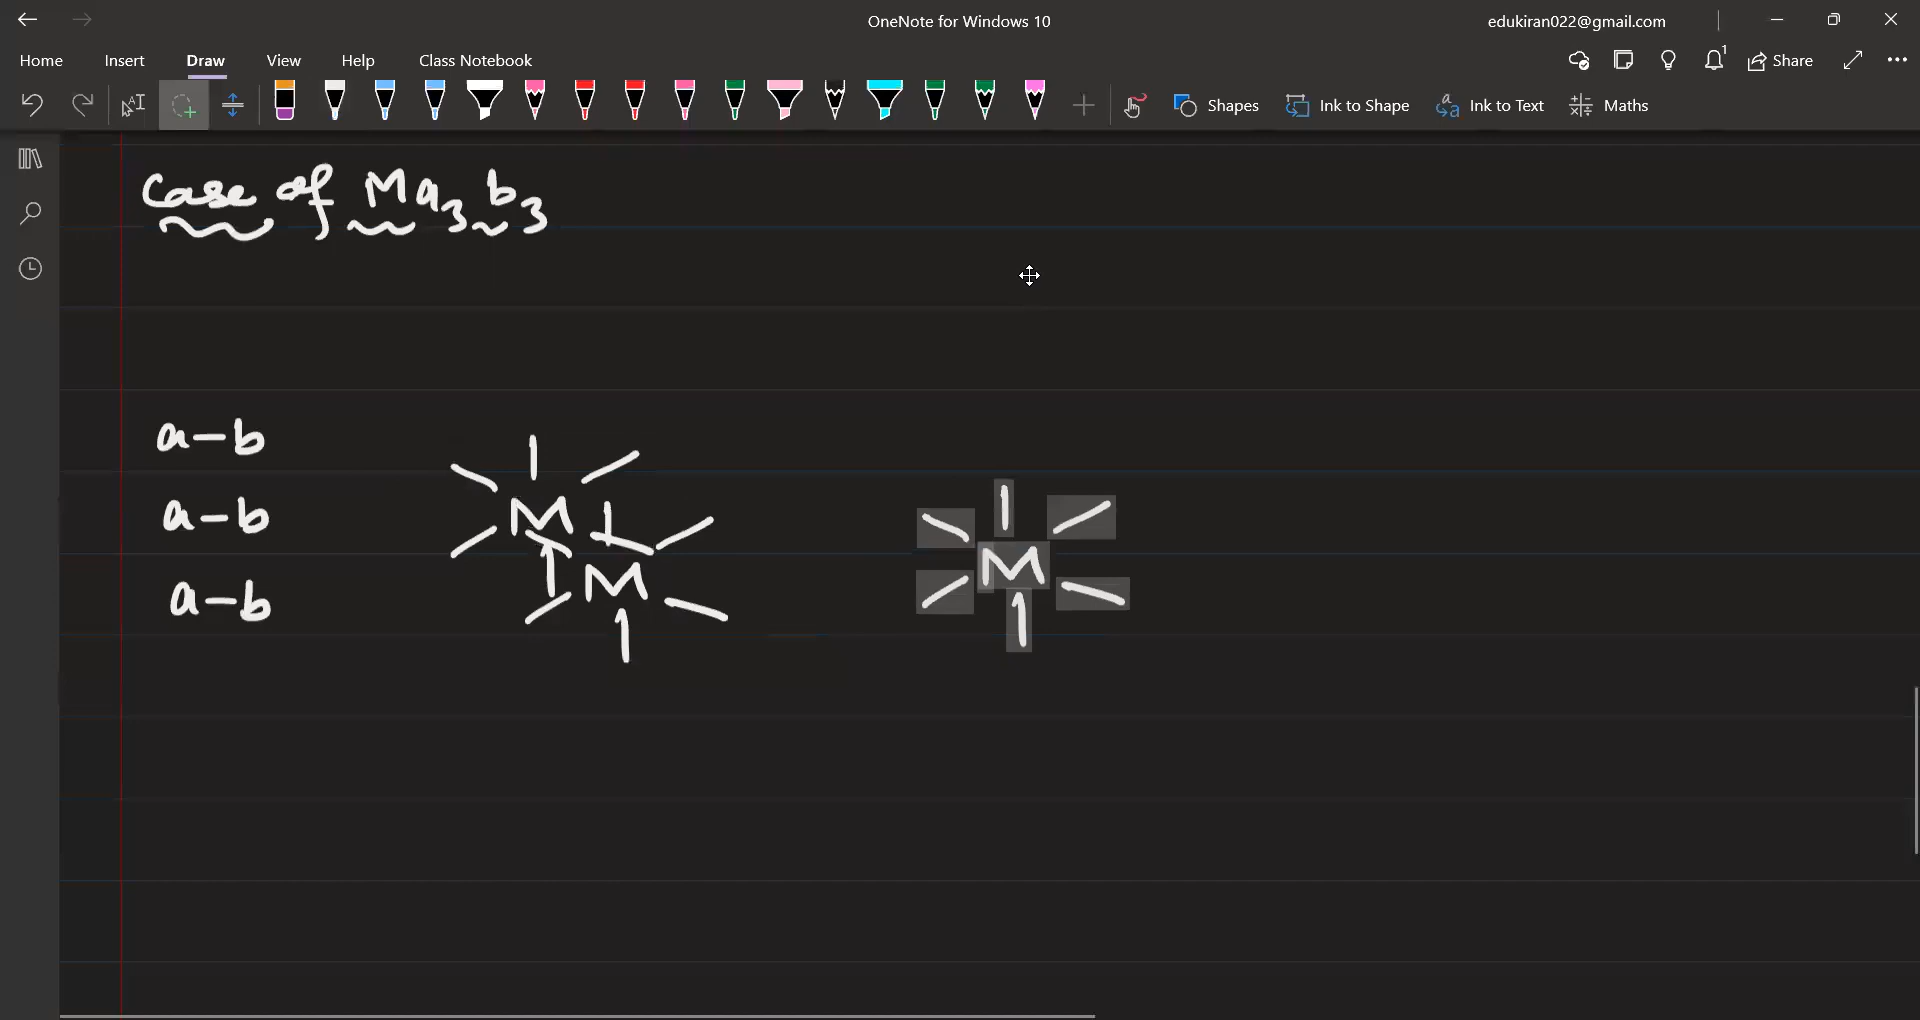 OneNote for Windows 10
edukiran022@gmail.com
Home Insert Draw View Help Class Notebook
1 Share
Shapes Ink to Shape Ink to Text Maths
Case of Ma₃b₃
a-b
a-b
a-b
M
M
M